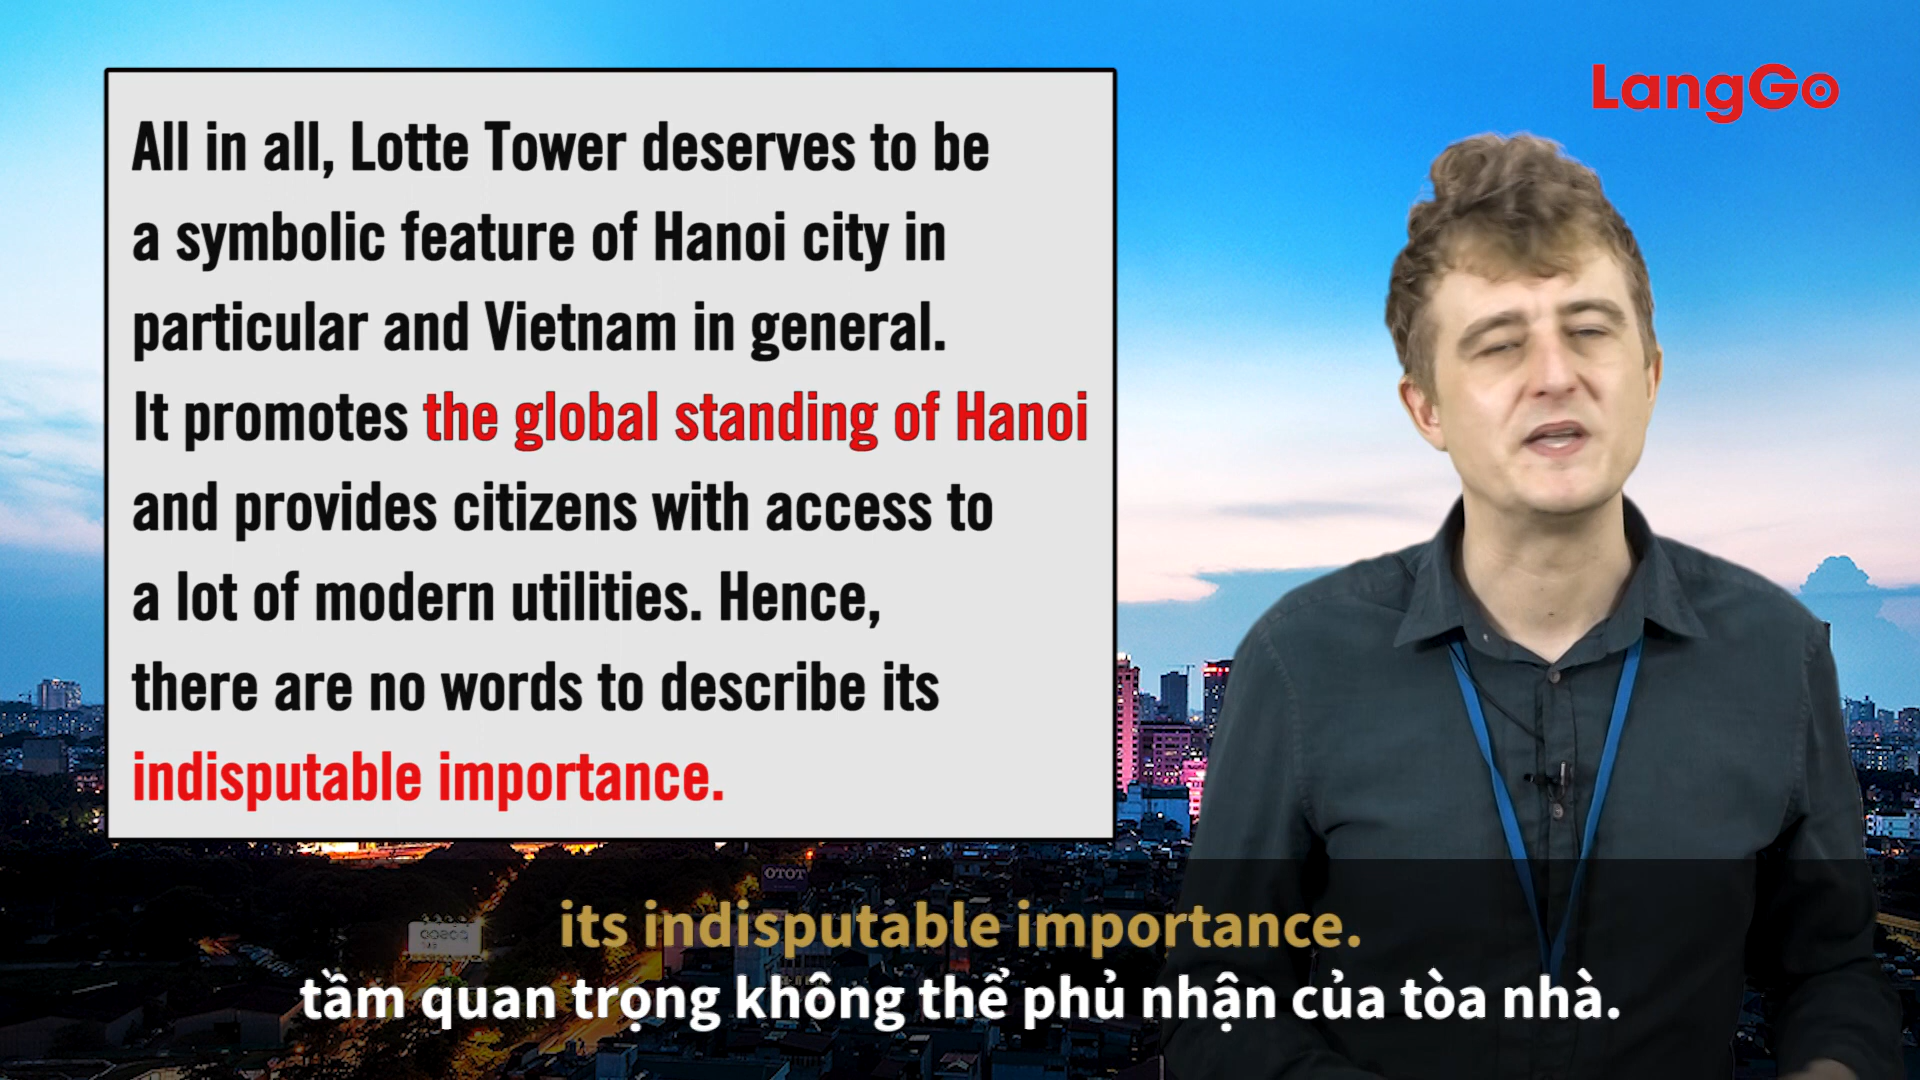 LangGo
All in all, Lotte Tower deserves to be
a symbolic feature of Hanoi city in
particular and Vietnam in general.
It promotes the global standing of Hanoi
and provides citizens with access to
a lot of modern utilities. Hence,
there are no words to describe its
indisputable importance.
OTOT
its indisputable importance.
tầm quan trọng không thể phủ nhận của tòa nhà.